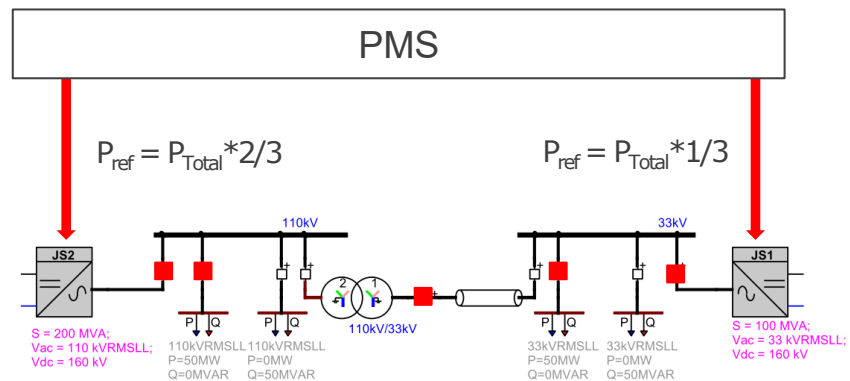 PMS
Pref = PTotal*2/3
Pref = PTotal*1/3
110kV
33kV
JS2
JS1
2 1
+ + + + +
110kV/33kV
P Q P Q P Q P Q
S = 200 MVA;
Vac = 110 kVRMSLL;
Vdc = 160 kV
110kVRMSLL
P=50MW
Q=0MVAR
110kVRMSLL
P=0MW
Q=50MVAR
33kVRMSLL
P=50MW
Q=0MVAR
33kVRMSLL
P=0MW
Q=50MVAR
S = 100 MVA;
Vac = 33 kVRMSLL;
Vdc = 160 kV